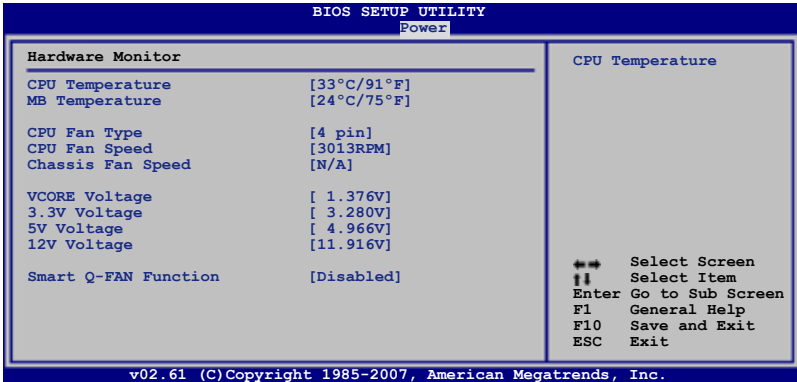 BIOS SETUP UTILITY
Power
Hardware Monitor
CPU Temperature [33°C/91°F]
MB Temperature [24°C/75°F]
CPU Fan Type [4 pin]
CPU Fan Speed [3013RPM]
Chassis Fan Speed [N/A]
VCORE Voltage [ 1.376V]
3.3V Voltage [ 3.280V]
5V Voltage [ 4.966V]
12V Voltage [11.916V]
Smart Q-FAN Function [Disabled]
CPU Temperature
←→ Select Screen
↑↓ Select Item
Enter Go to Sub Screen
F1 General Help
F10 Save and Exit
ESC Exit
v02.61 (C)Copyright 1985-2007, American Megatrends, Inc.